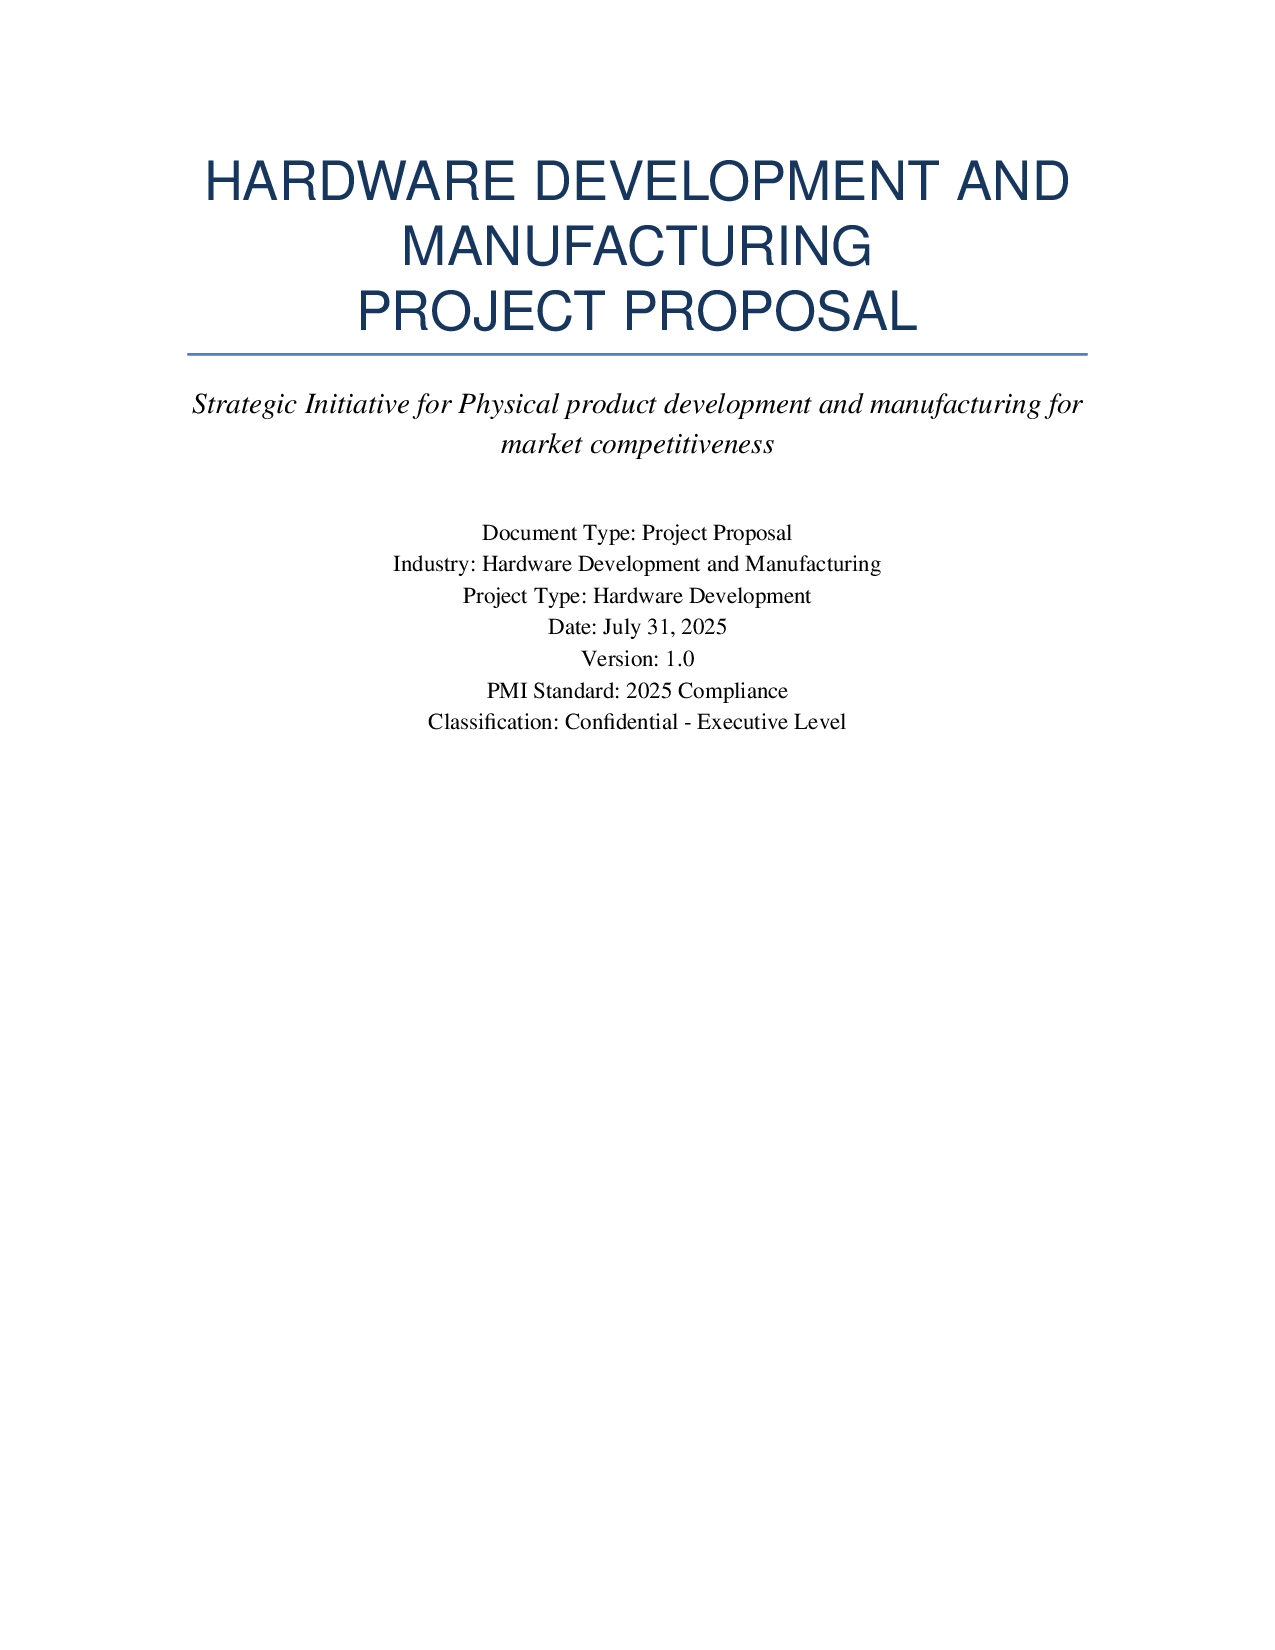 HARDWARE DEVELOPMENT AND
MANUFACTURING
PROJECT PROPOSAL
Strategic Initiative for Physical product development and manufacturing for
market competitiveness
Document Type: Project Proposal
Industry: Hardware Development and Manufacturing
Project Type: Hardware Development
Date: July 31, 2025
Version: 1.0
PMI Standard: 2025 Compliance
Classification: Confidential - Executive Level